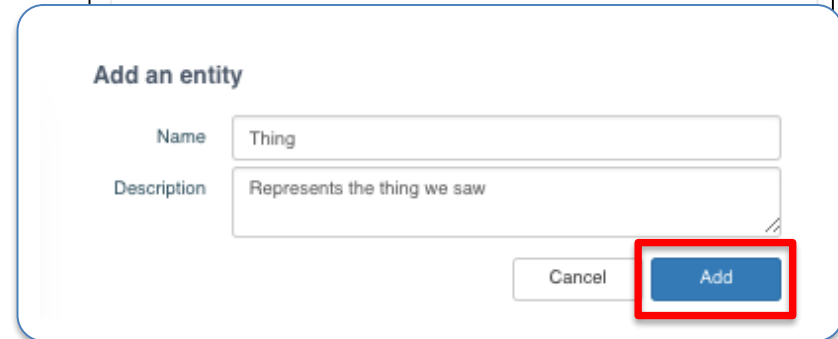 Add an entity
Name Thing
Description Represents the thing we saw
Cancel Add